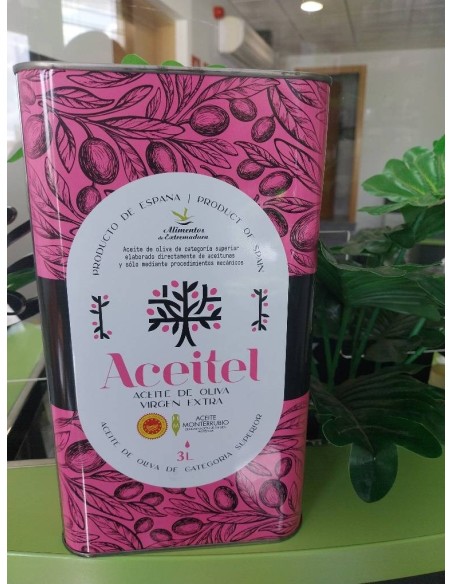 PRODUCTO DE ESPAÑA | PRODUCT OF SPAIN
Alimentos
de Extremadura
Aceite de oliva de categoría superior
elaborado directamente de aceitunas
y sólo mediante procedimientos mecánicos
Aceitel
ACEITE DE OLIVA
VIRGEN EXTRA
ACEITE
MONTERRUBIO
3L
ACEITE DE OLIVA DE CATEGORIA SUPERIOR